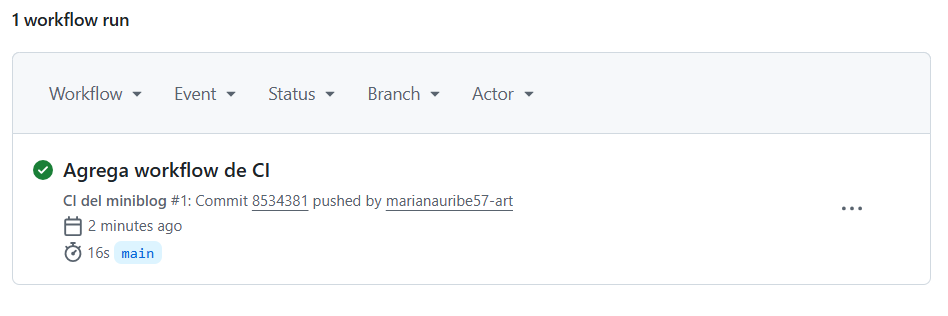 1 workflow run
Workflow Event Status Branch Actor
Agrega workflow de CI
CI del miniblog #1: Commit 8534381 pushed by marianauribe57-art
2 minutes ago
16s main